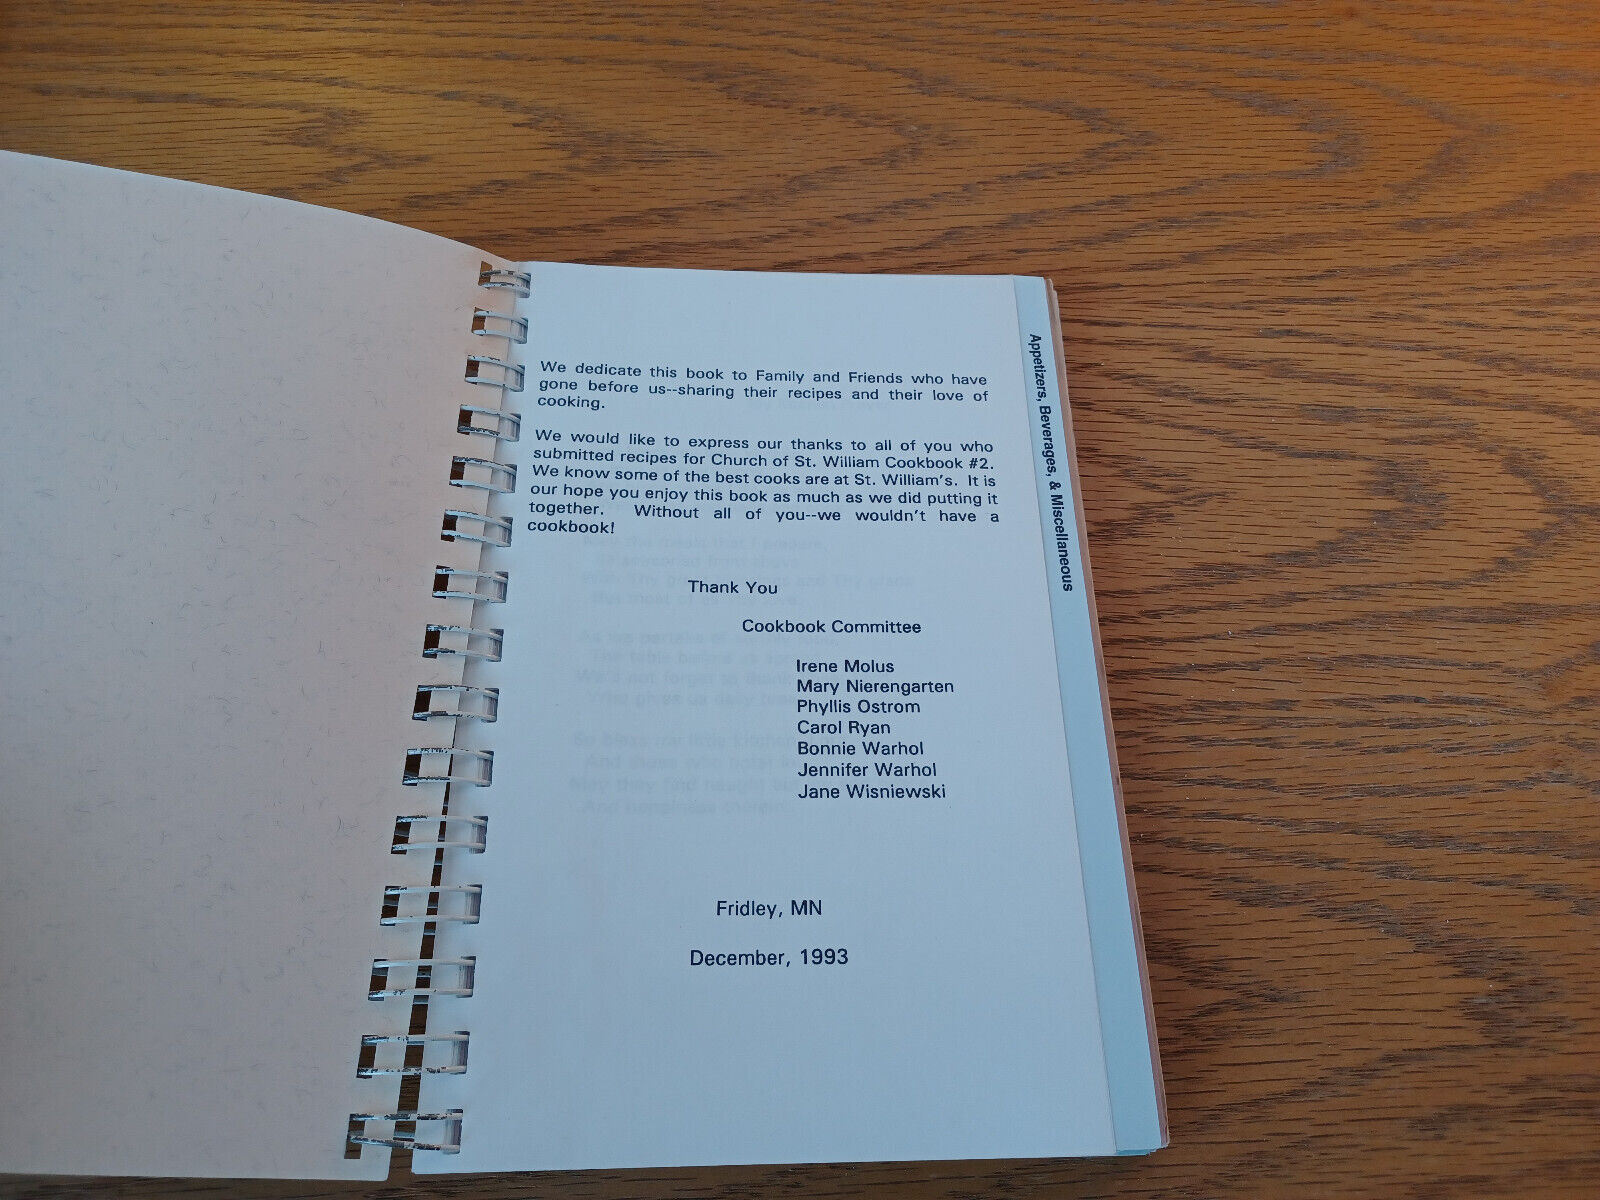 We dedicate this book to Family and Friends who have
gone before us--sharing their recipes and their love of
cooking.
We would like to express our thanks to all of you who
submitted recipes for Church of St. William Cookbook #2.
We know some of the best cooks are at St. William's. It is
our hope you enjoy this book as much as we did putting it
together. Without all of you--we wouldn't have a
cookbook!
Thank You
Cookbook Committee
Irene Molus
Mary Nierengarten
Phyllis Ostrom
Carol Ryan
Bonnie Warhol
Jennifer Warhol
Jane Wisniewski
Fridley, MN
December, 1993
Appetizers, Beverages, & Miscellaneous